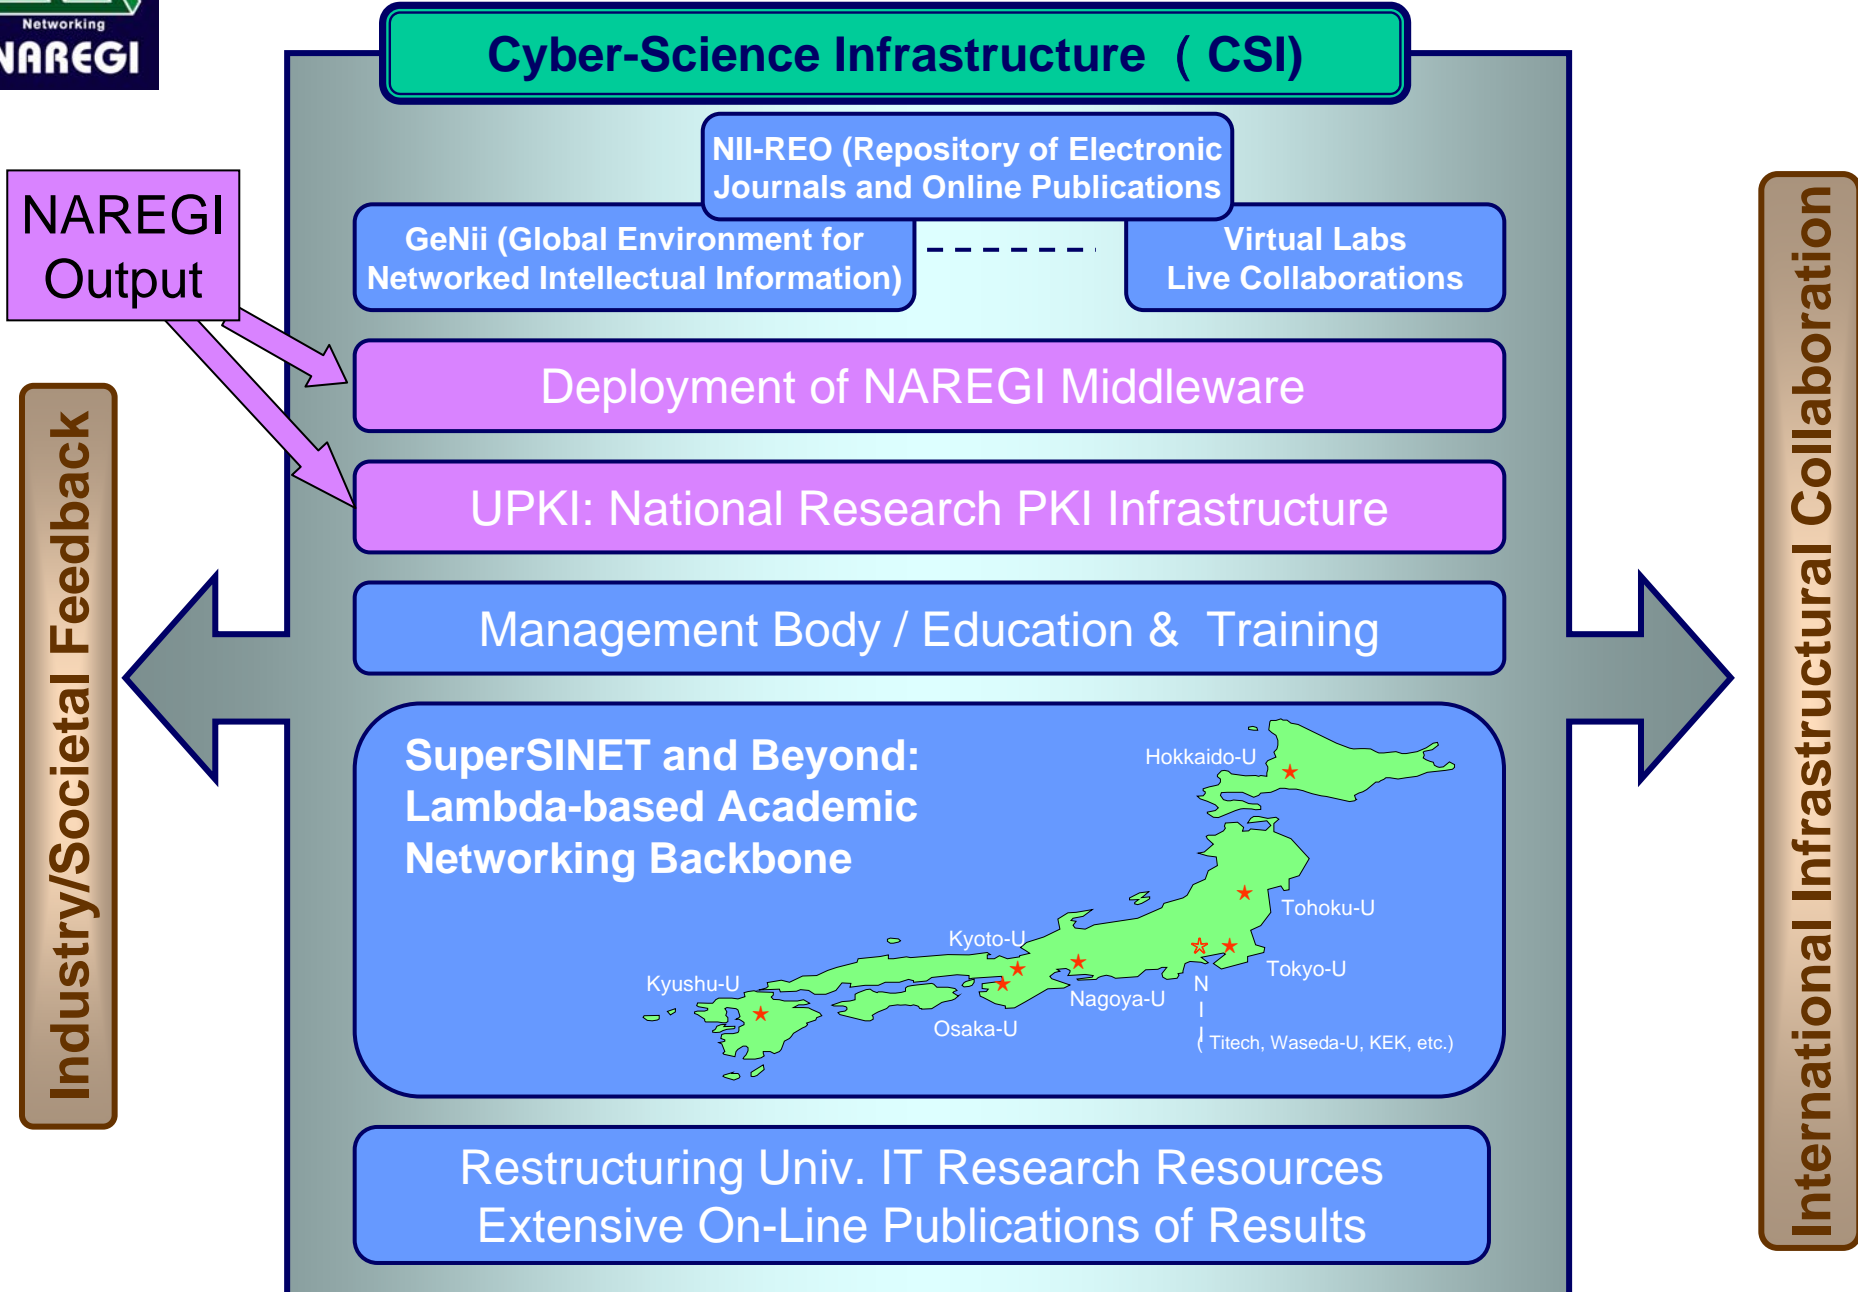 Networking
NAREGI
Cyber-Science Infrastructure ( CSI)
NII-REO (Repository of Electronic
Journals and Online Publications
NAREGI
Output
GeNii (Global Environment for
Networked Intellectual Information)
Virtual Labs
Live Collaborations
Deployment of NAREGI Middleware
UPKI: National Research PKI Infrastructure
Management Body / Education & Training
SuperSINET and Beyond:
Lambda-based Academic
Networking Backbone
Hokkaido-U
Tohoku-U
Kyoto-U
Tokyo-U
Kyushu-U
Nagoya-U
N
I
I
Osaka-U
( Titech, Waseda-U, KEK, etc.)
Restructuring Univ. IT Research Resources
Extensive On-Line Publications of Results
Industry/Societal Feedback
International Infrastructural Collaboration